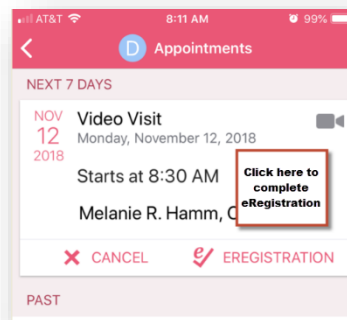 AT&T 8:11 AM 99%
D Appointments
NEXT 7 DAYS
NOV
12
2018
Video Visit
Monday, November 12, 2018
Starts at 8:30 AM
Melanie R. Hamm, C
Click here to
complete
eRegistration
CANCEL
EREGISTRATION
PAST